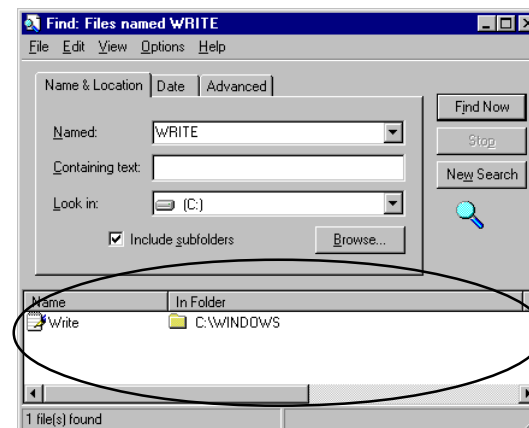 Find: Files named WRITE
File Edit View Options Help
Name & Location Date Advanced
Find Now
Named: WRITE
Stop
Containing text:
New Search
Look in: (C:)
Include subfolders Browse...
Name In Folder
Write C:\WINDOWS
1 file(s) found